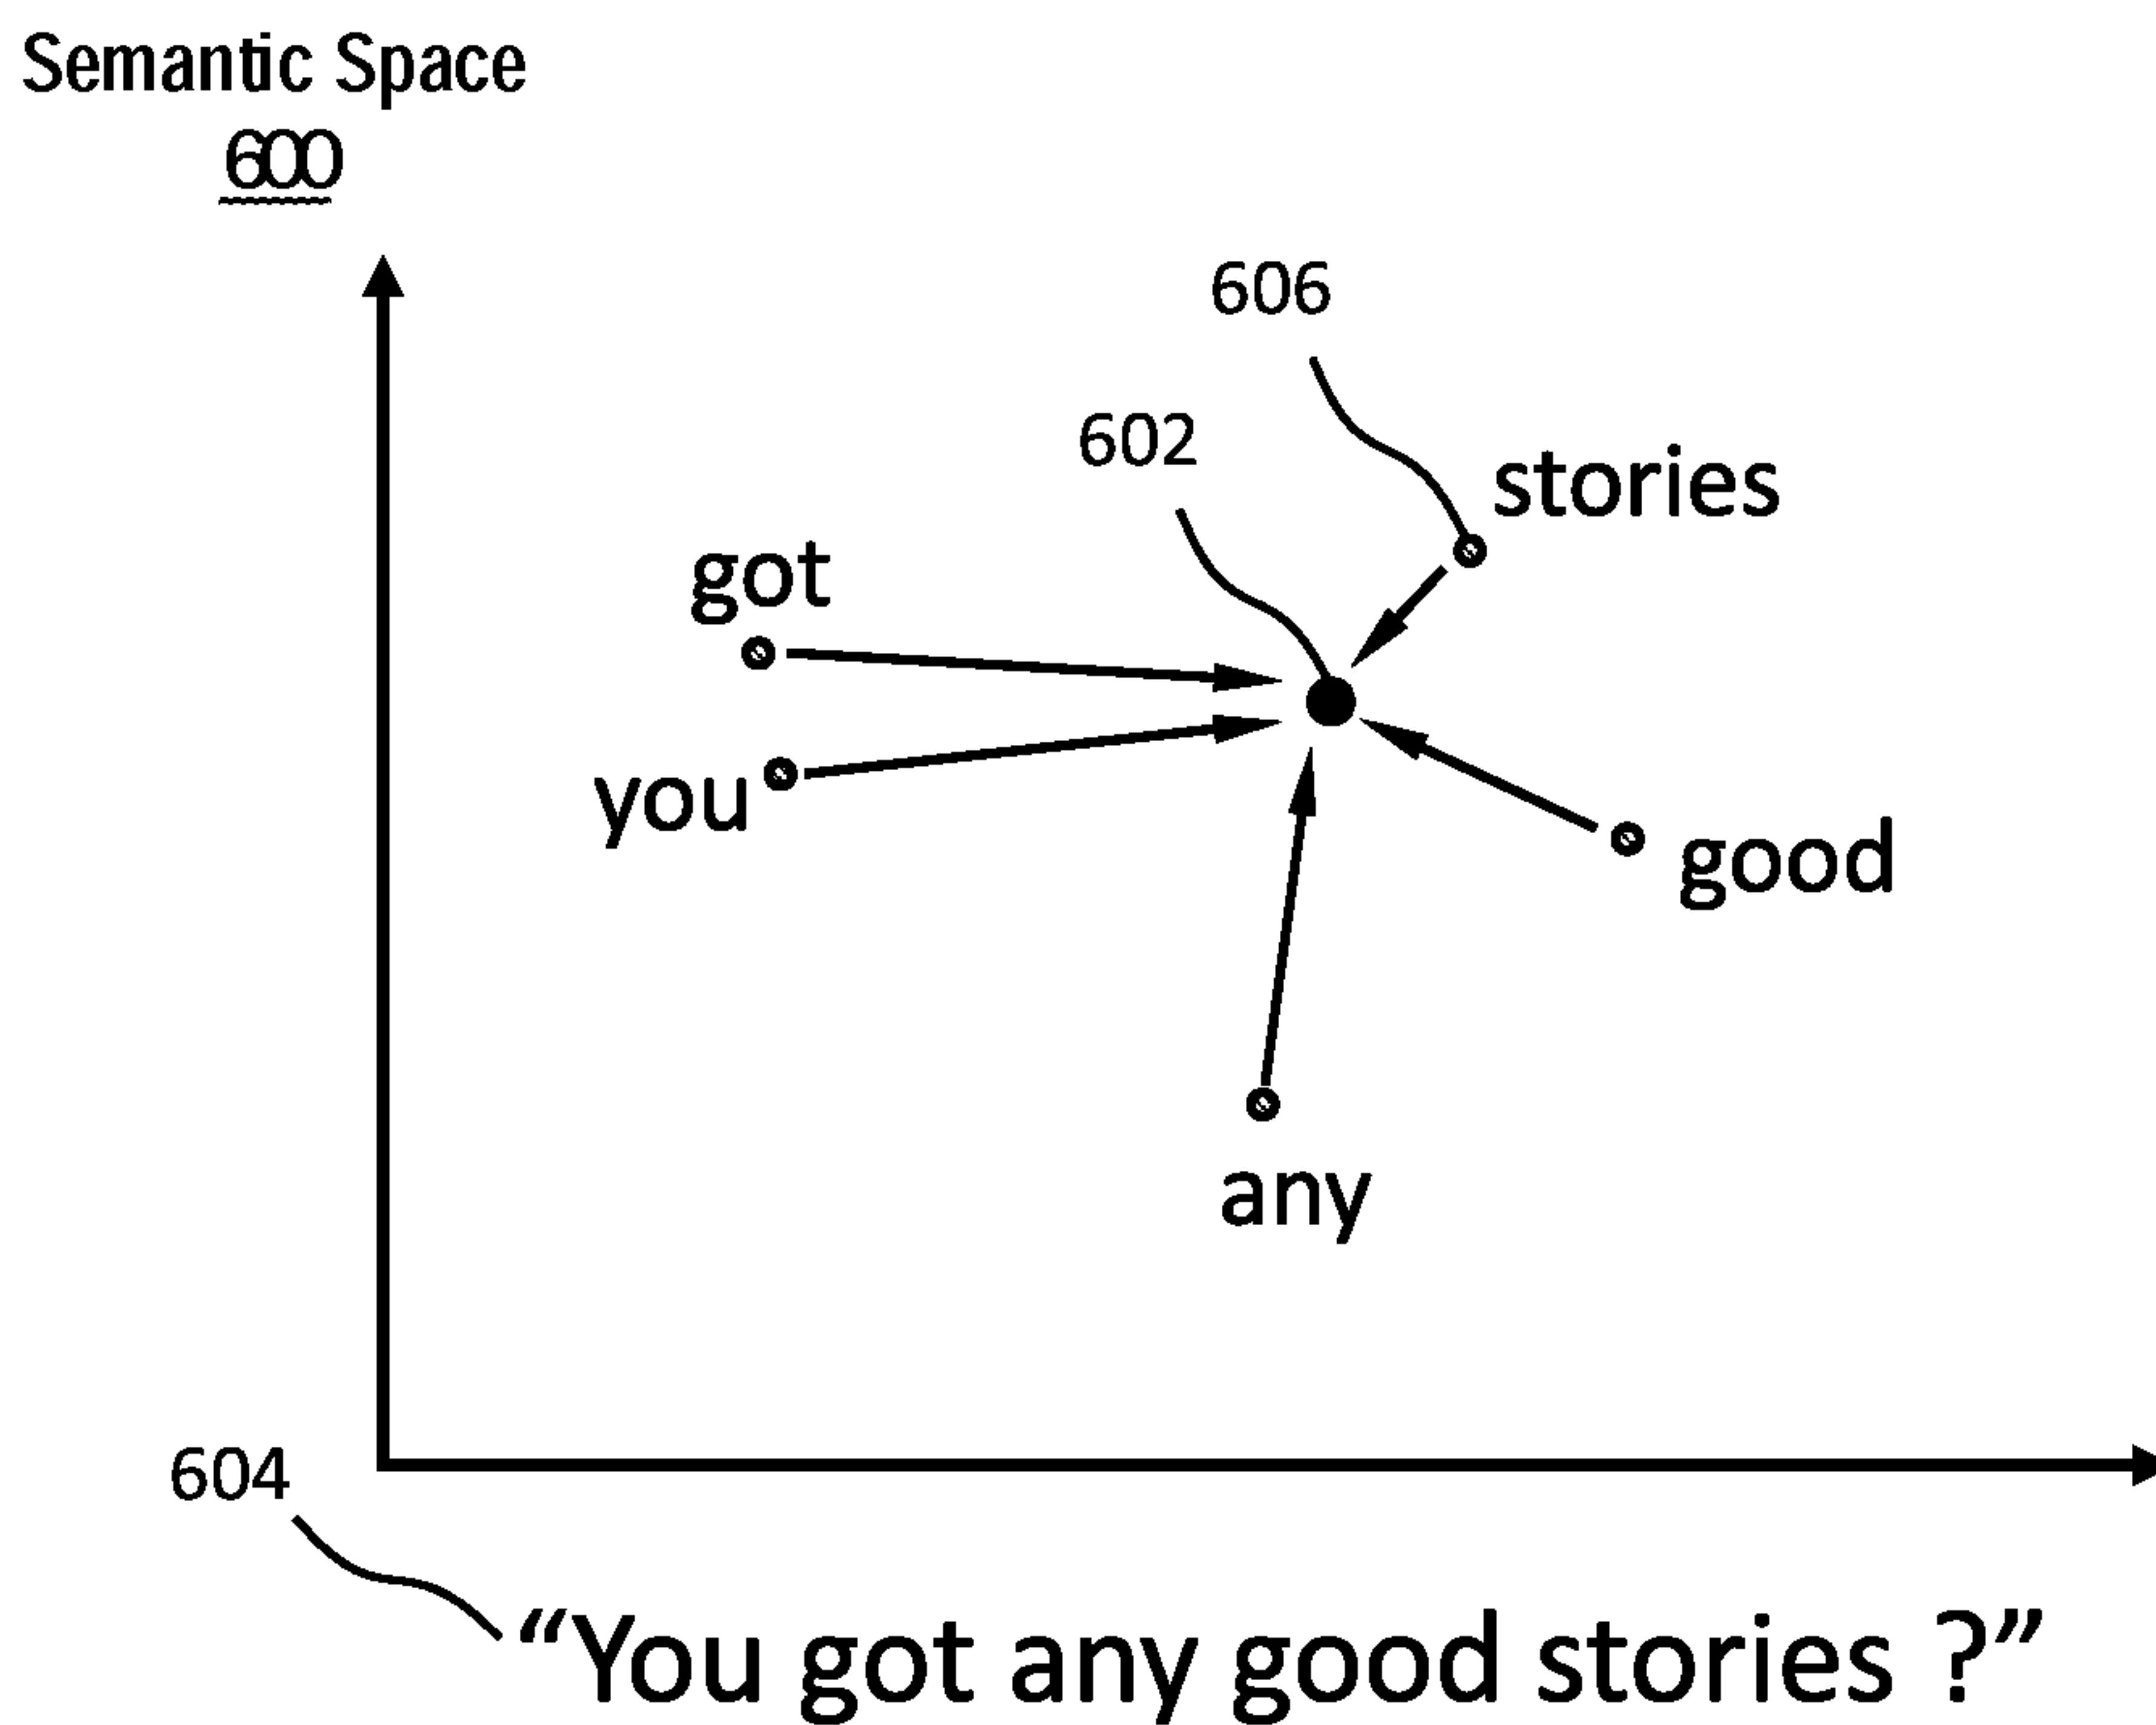 Semantic Space
600
606
602
stories
got
you
good
any
604
“You got any good stories ?”